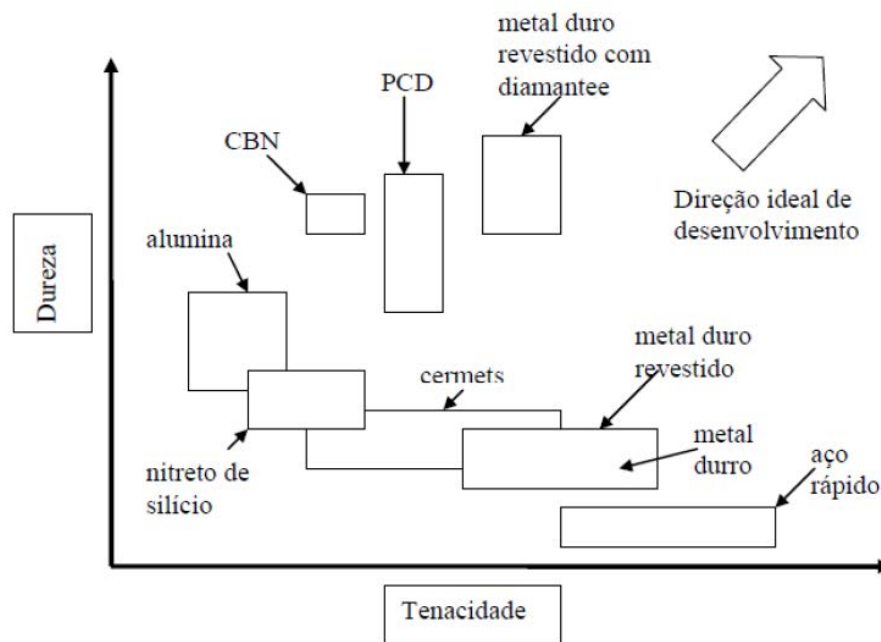 metal duro
revestido com
diamantee
PCD
CBN
Direção ideal de
desenvolvimento
Dureza
alumina
metal duro
revestido
cermets
metal
durro
aço
rápido
nitreto de
silício
Tenacidade